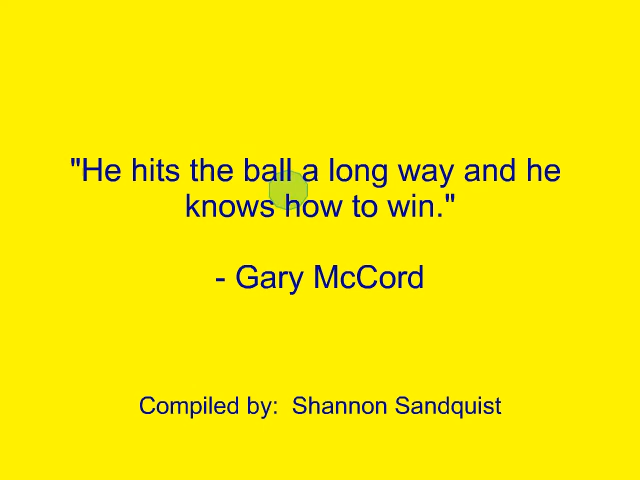 "He hits the ball a long way and he
knows how to win."
- Gary McCord
Compiled by:  Shannon Sandquist